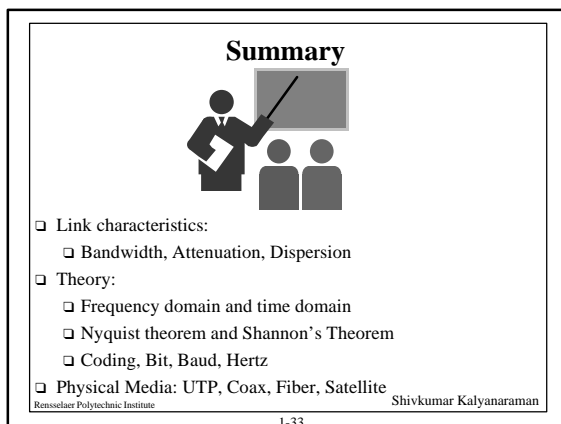 Summary
❑ Link characteristics:
❑ Bandwidth, Attenuation, Dispersion
❑ Theory:
❑ Frequency domain and time domain
❑ Nyquist theorem and Shannon's Theorem
❑ Coding, Bit, Baud, Hertz
❑ Physical Media: UTP, Coax, Fiber, Satellite
Rensselaer Polytechnic Institute Shivkumar Kalyanaraman
1-33